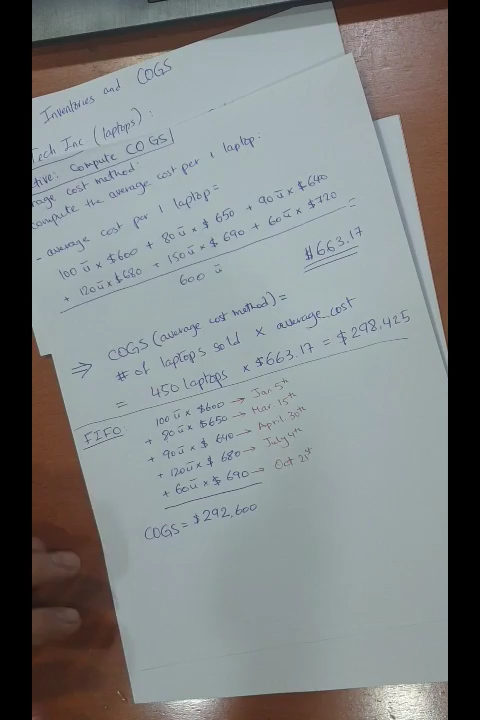 Inventories and COGS
Tech Inc (laptops):
tive: Compute COGS
rage cost method:
compute the average cost per 1 laptop:
- average cost per 1 laptop =
100 ū x $600 + 80 ū x $650 + 90 ū x $640
+ 120 ū x $680 + 150 ū x $690 + 60 ū x $720 =
600 ū
$663.17
⇒ COGS (average cost method) =
# of laptops sold x average cost
= 450 laptops x $663.17 = $298,425
FIFO
100 ū x $600 → Jan 5th
+ 80 ū x $650 → Mar. 15th
+ 90 ū x $640 → April 30th
+ 120 ū x $680 → July 4th
+ 60 ū x $690 → Oct 23rd
COGS = $292,600